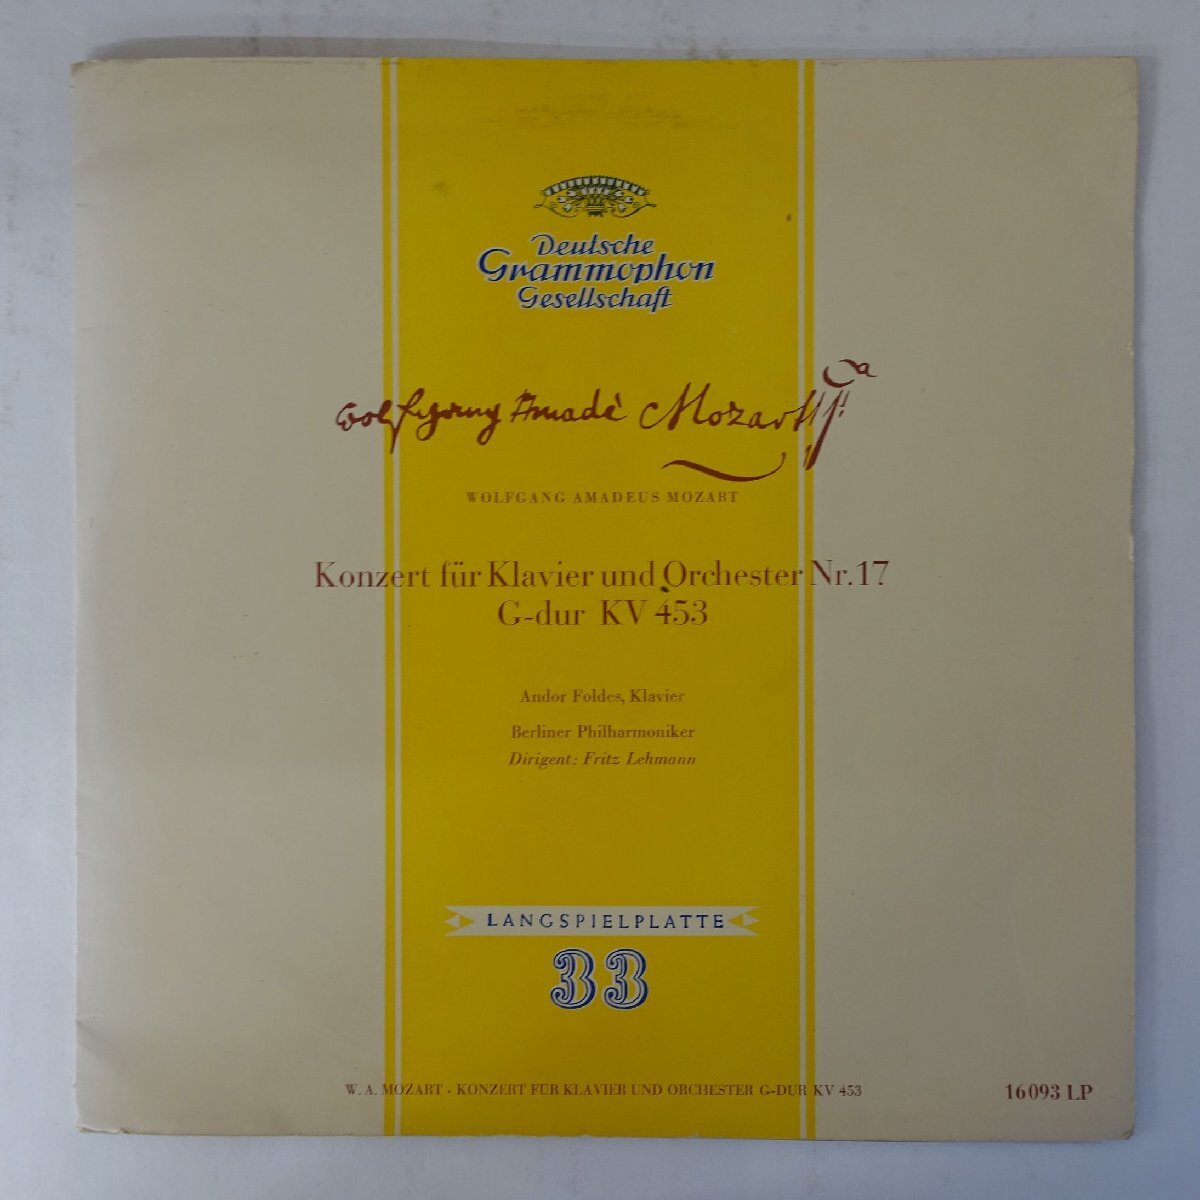 Deutsche
Grammophon
Gesellschaft
Wolfgang Amadè Mozart
WOLFGANG AMADEUS MOZART
Konzert für Klavier und Orchester Nr. 17
G-dur KV 453
Andor Foldes, Klavier
Berliner Philharmoniker
Dirigent: Fritz Lehmann
LANGSPIELPLATTE
33
W. A. MOZART - KONZERT FÜR KLAVIER UND ORCHESTER G-DUR KV 453
16093 LP